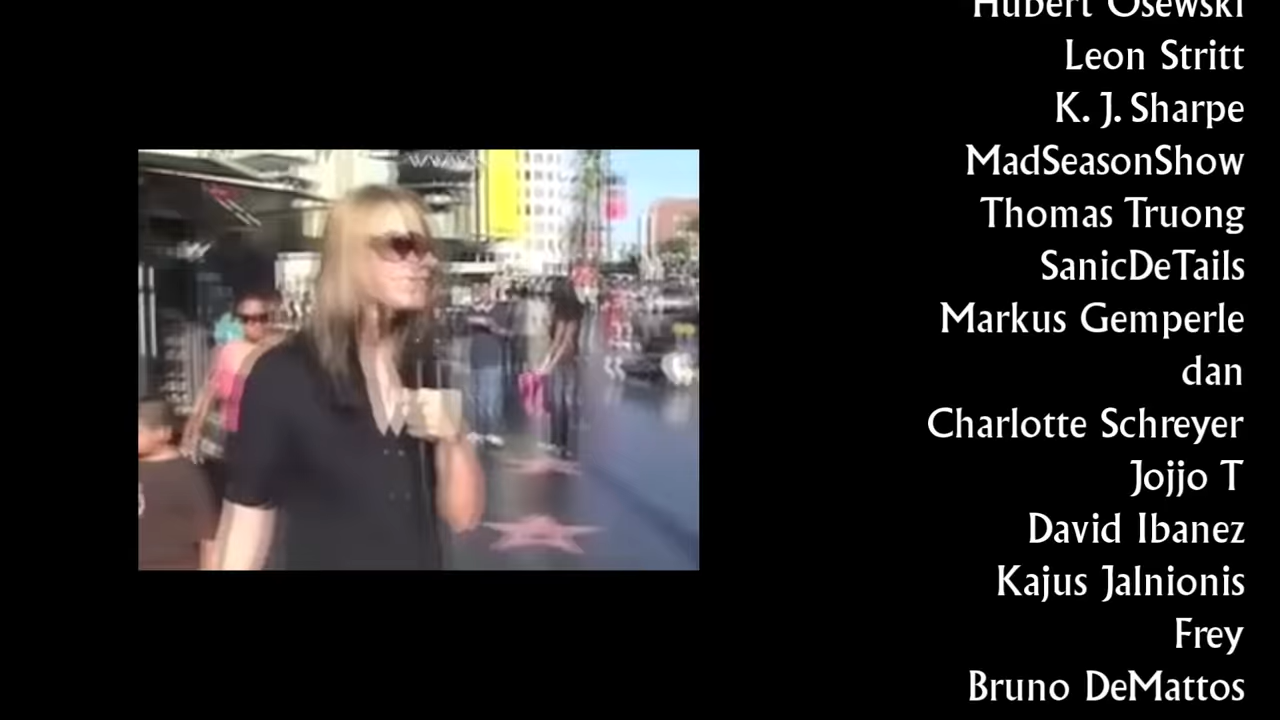 Hubert Osewski
Leon Stritt
K. J. Sharpe
MadSeasonShow
Thomas Truong
SanicDeTails
Markus Gemperle
dan
Charlotte Schreyer
Jojjo T
David Ibanez
Kajus Jalnionis
Frey
Bruno DeMattos